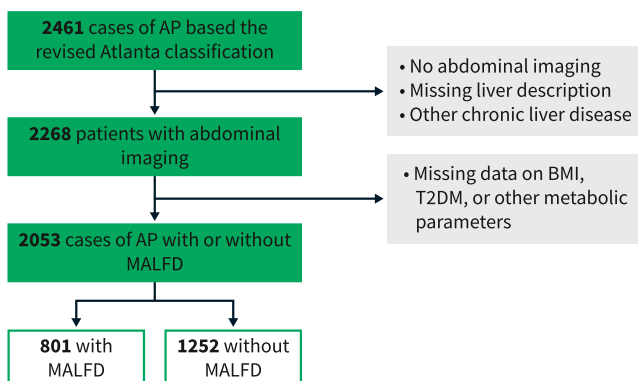 2461 cases of AP based the
revised Atlanta classification
• No abdominal imaging
• Missing liver description
• Other chronic liver disease
2268 patients with abdominal
imaging
• Missing data on BMI,
T2DM, or other metabolic
parameters
2053 cases of AP with or without
MALFD
801 with
MALFD
1252 without
MALFD